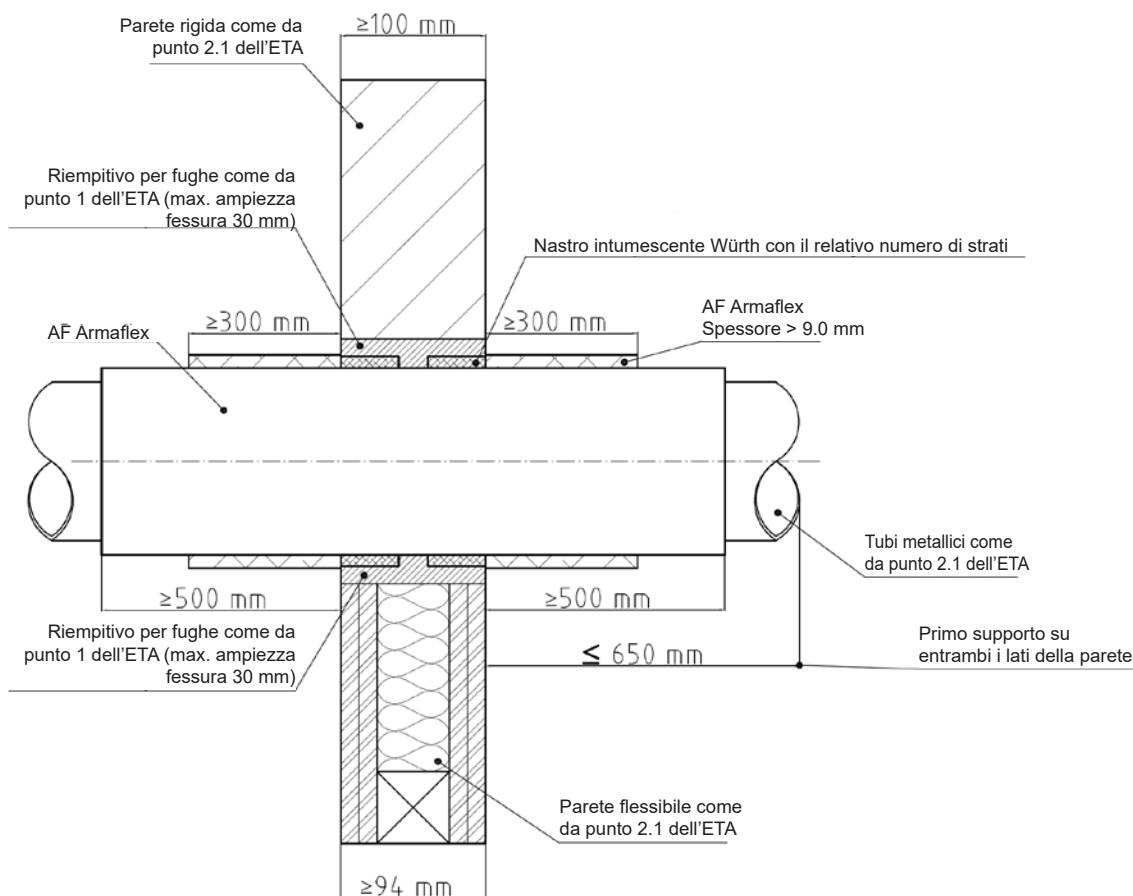 Parete rigida come da
punto 2.1 dell'ETA
≥100 mm
Riempitivo per fughe come da
punto 1 dell'ETA (max. ampiezza
fessura 30 mm)
Nastro intumescente Würth con il relativo numero di strati
AF Armaflex
≥300 mm
≥300 mm
AF Armaflex
Spessore > 9.0 mm
Tubi metallici come
da punto 2.1 dell'ETA
≥500 mm
≥500 mm
Riempitivo per fughe come da
punto 1 dell'ETA (max. ampiezza
fessura 30 mm)
≤ 650 mm
Primo supporto su
entrambi i lati della parete
Parete flessibile come
da punto 2.1 dell'ETA
≥94 mm